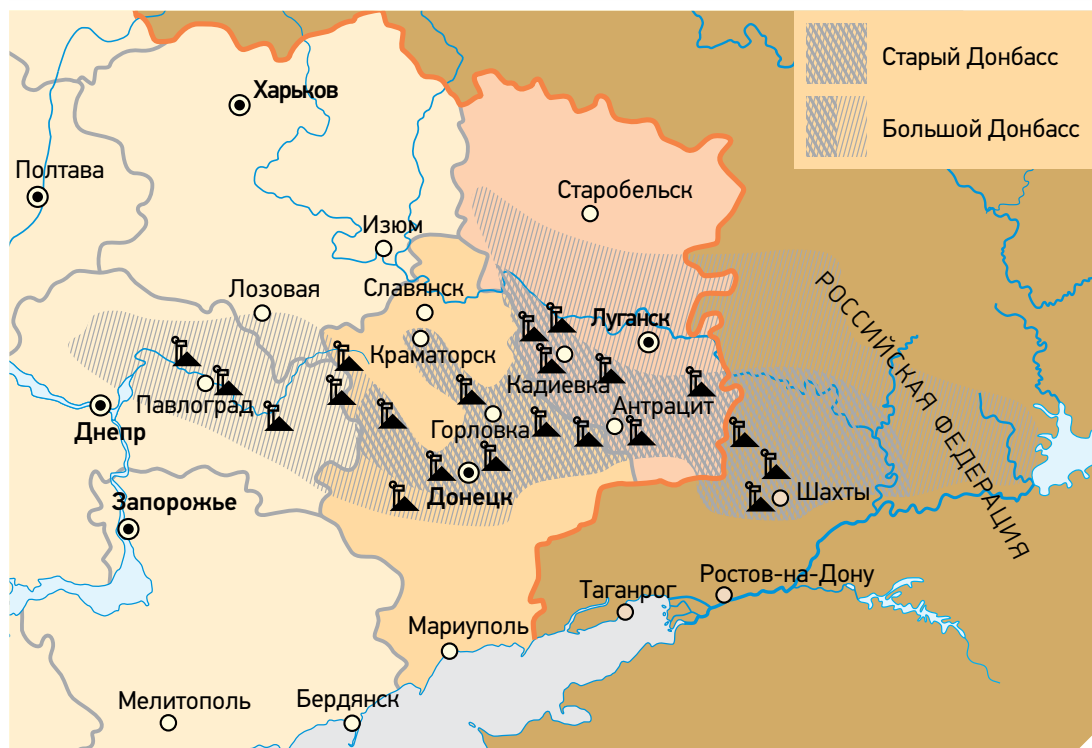 Старый Донбасс
Большой Донбасс
Харьков
Полтава
Старобельск
Изюм
Лозовая
Славянск
Луганск
Краматорск
Кадиевка
Павлоград
Антрацит
Днепр
Горловка
Донецк
Запорожье
Шахты
РОССИЙСКАЯ ФЕДЕРАЦИЯ
Ростов-на-Дону
Таганрог
Мариуполь
Мелитополь
Бердянск